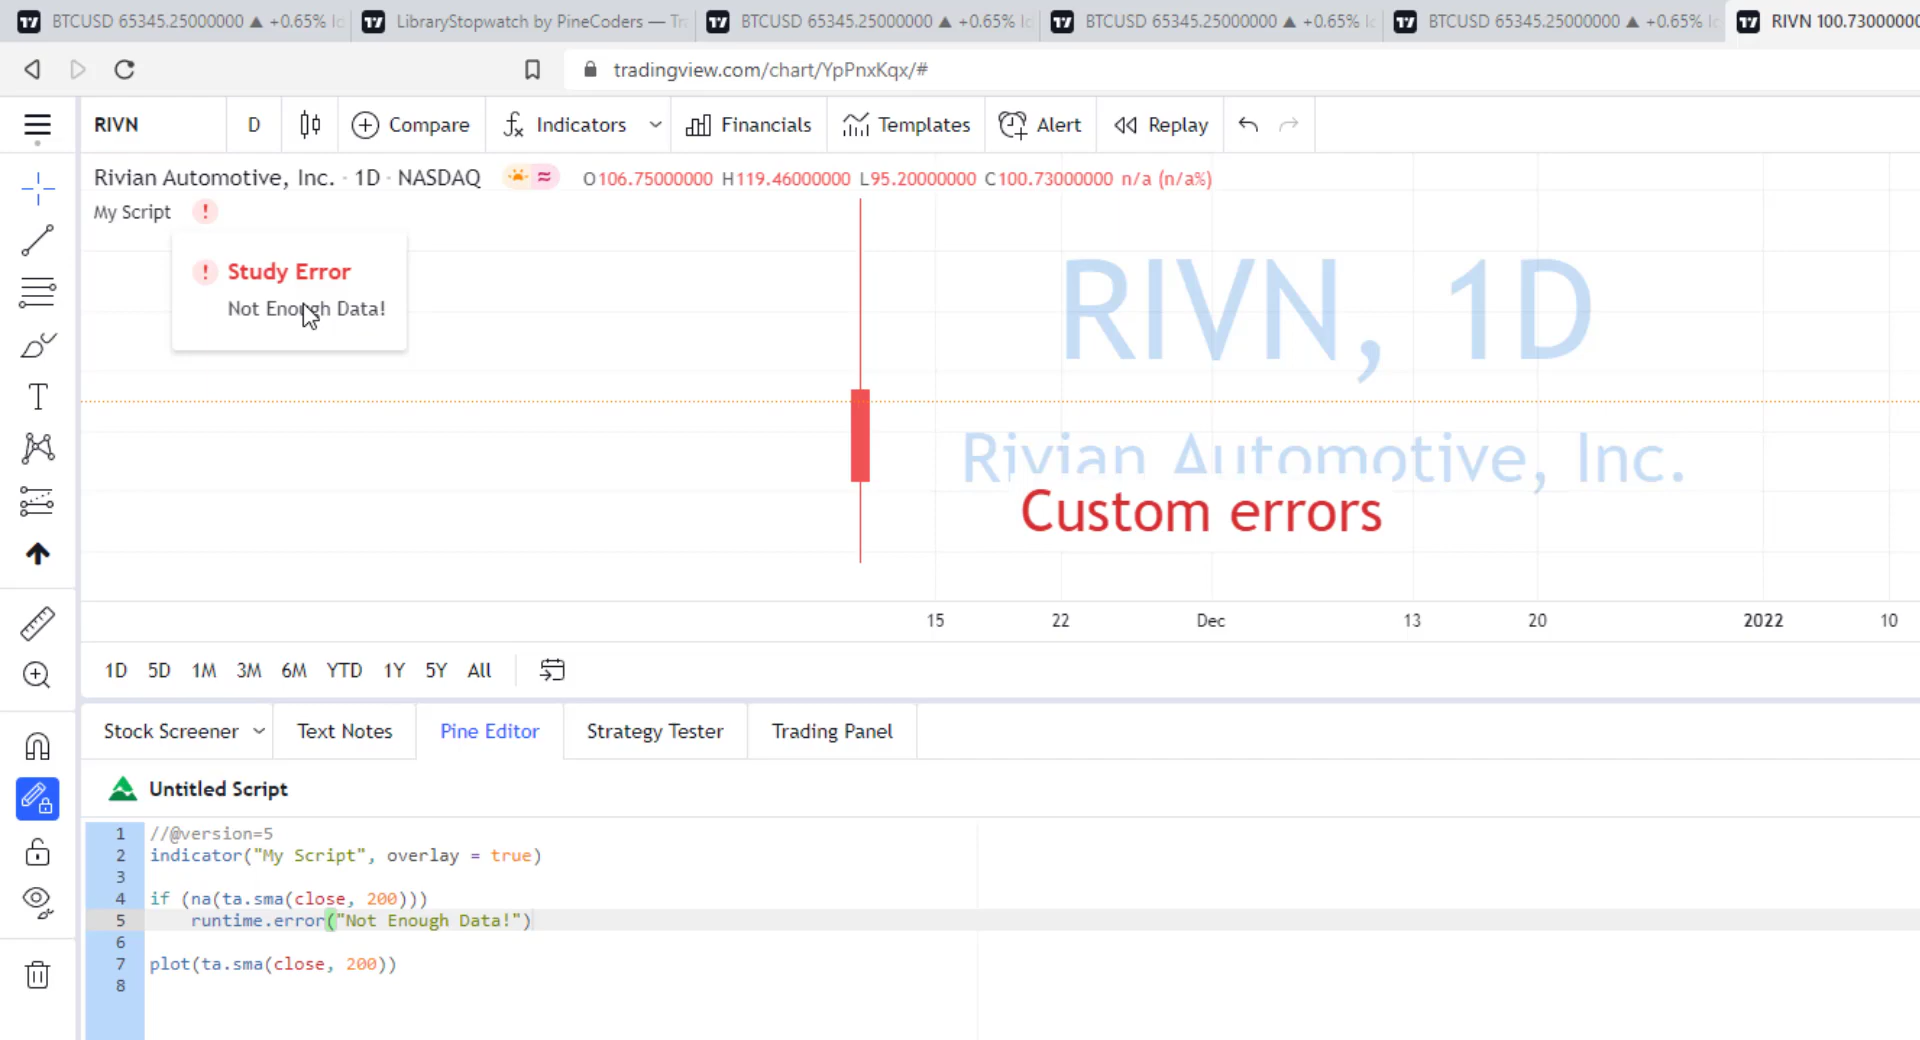 BTCUSD 65345.25000000 ▲ +0.65%
LibraryStopwatch by PineCoders —
BTCUSD 65345.25000000 ▲ +0.65%
BTCUSD 65345.25000000 ▲ +0.65%
BTCUSD 65345.25000000 ▲ +0.65%
RIVN 100.7300000
tradingview.com/chart/YpPnxKqx/#
RIVN D Compare Indicators Financials Templates Alert Replay
Rivian Automotive, Inc. · 1D · NASDAQ O106.75000000 H119.46000000 L95.20000000 C100.73000000 n/a (n/a%)
My Script !
! Study Error
Not Enough Data!
RIVN, 1D
Rivian Automotive, Inc.
Custom errors
15 22 Dec 13 20 2022 10
1D 5D 1M 3M 6M YTD 1Y 5Y All
Stock Screener Text Notes Pine Editor Strategy Tester Trading Panel
Untitled Script
1 //@version=5
2 indicator("My Script", overlay = true)
3
4 if (na(ta.sma(close, 200)))
5 runtime.error("Not Enough Data!")
6
7 plot(ta.sma(close, 200))
8